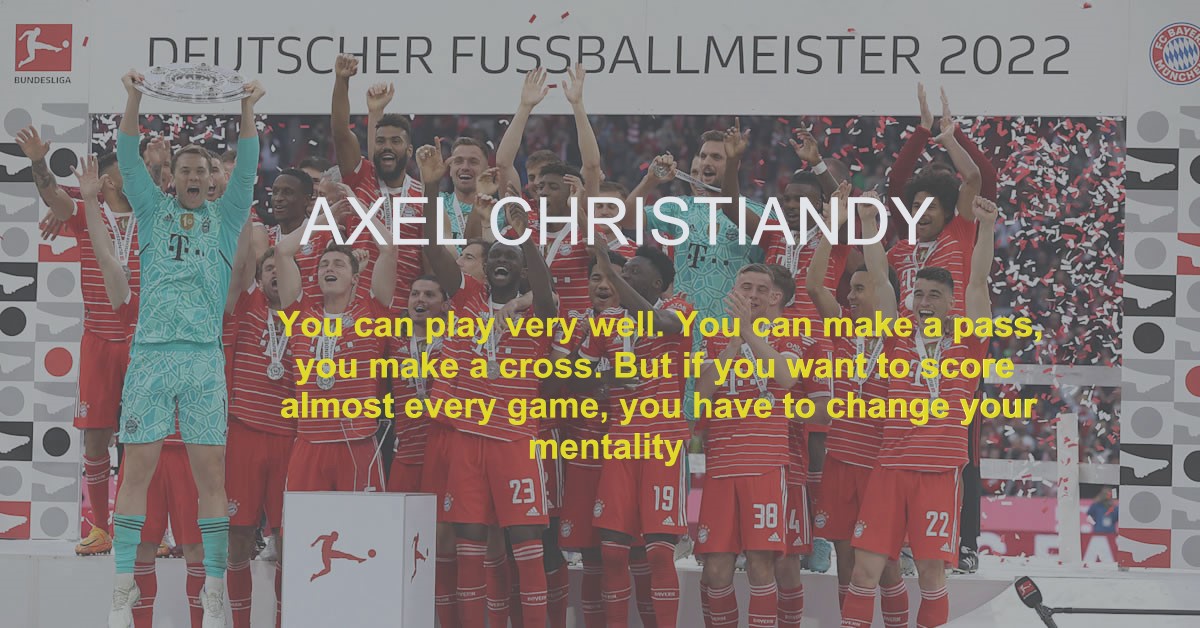 DEUTSCHER FUSSBALLMEISTER 2022
BUNDESLIGA
FC BAYERN
MÜNCHEN
AXEL CHRISTIANDY
You can play very well. You can make a pass,
you make a cross. But if you want to score
almost every game, you have to change your
mentality
T
23
19
38
4
22